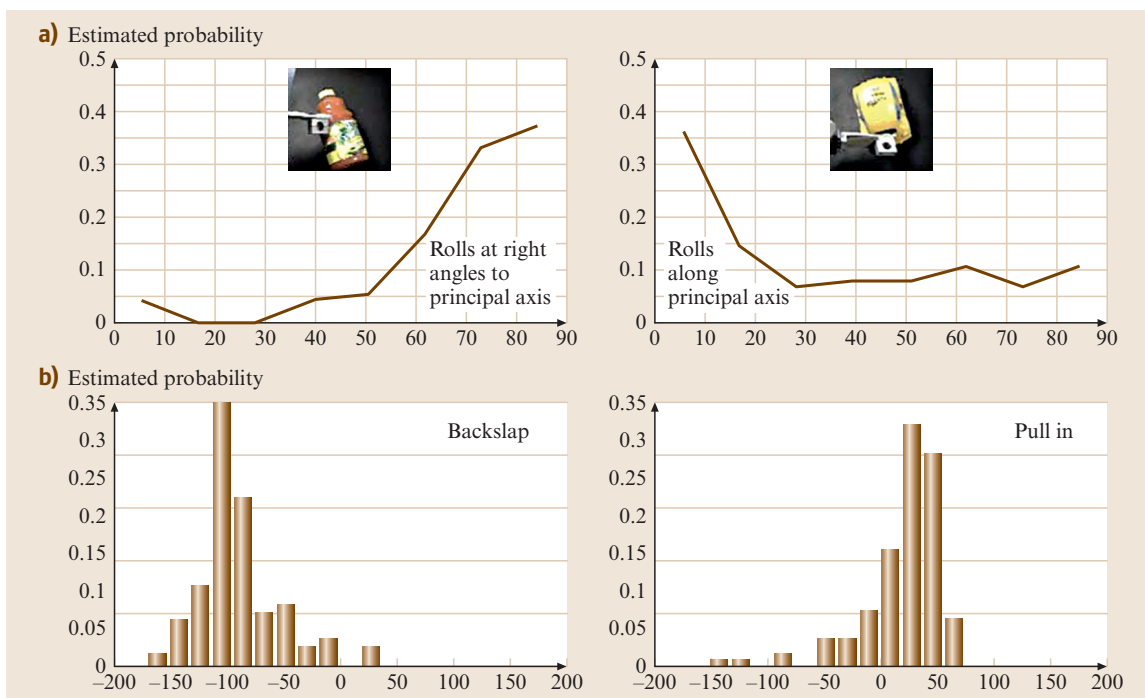 a) Estimated probability
0.5
0.4
0.3
0.2
0.1
0
0 10 20 30 40 50 60 70 80 90
Rolls at right
angles to
principal axis
0.5
0.4
0.3
0.2
0.1
0
0 10 20 30 40 50 60 70 80 90
Rolls
along
principal axis
b) Estimated probability
0.35
0.3
0.25
0.2
0.15
0.1
0.05
0
–200 –150 –100 –50 0 50 100 150 200
Backslap
0.35
0.3
0.25
0.2
0.15
0.1
0.05
0
–200 –150 –100 –50 0 50 100 150 200
Pull in